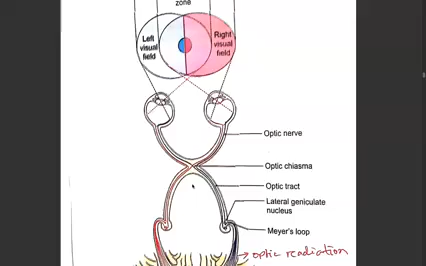 zone
Left
visual
field
Right
visual
field
Optic nerve
Optic chiasma
Optic tract
Lateral geniculate
nucleus
Meyer's loop
optic readiation